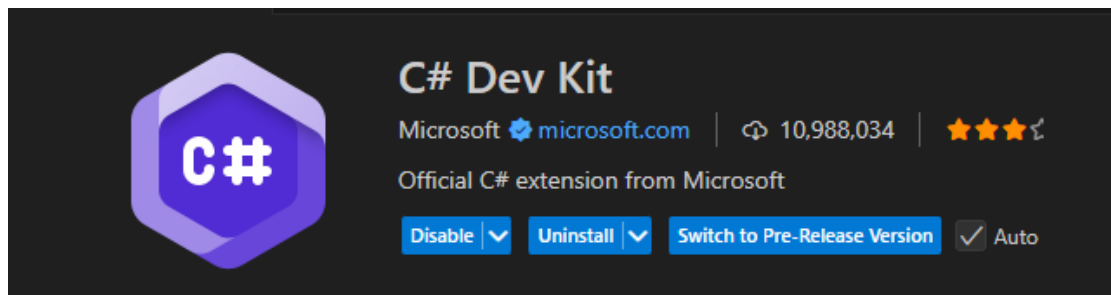 C#
C# Dev Kit
Microsoft microsoft.com 10,988,034
Official C# extension from Microsoft
Disable Uninstall Switch to Pre-Release Version Auto